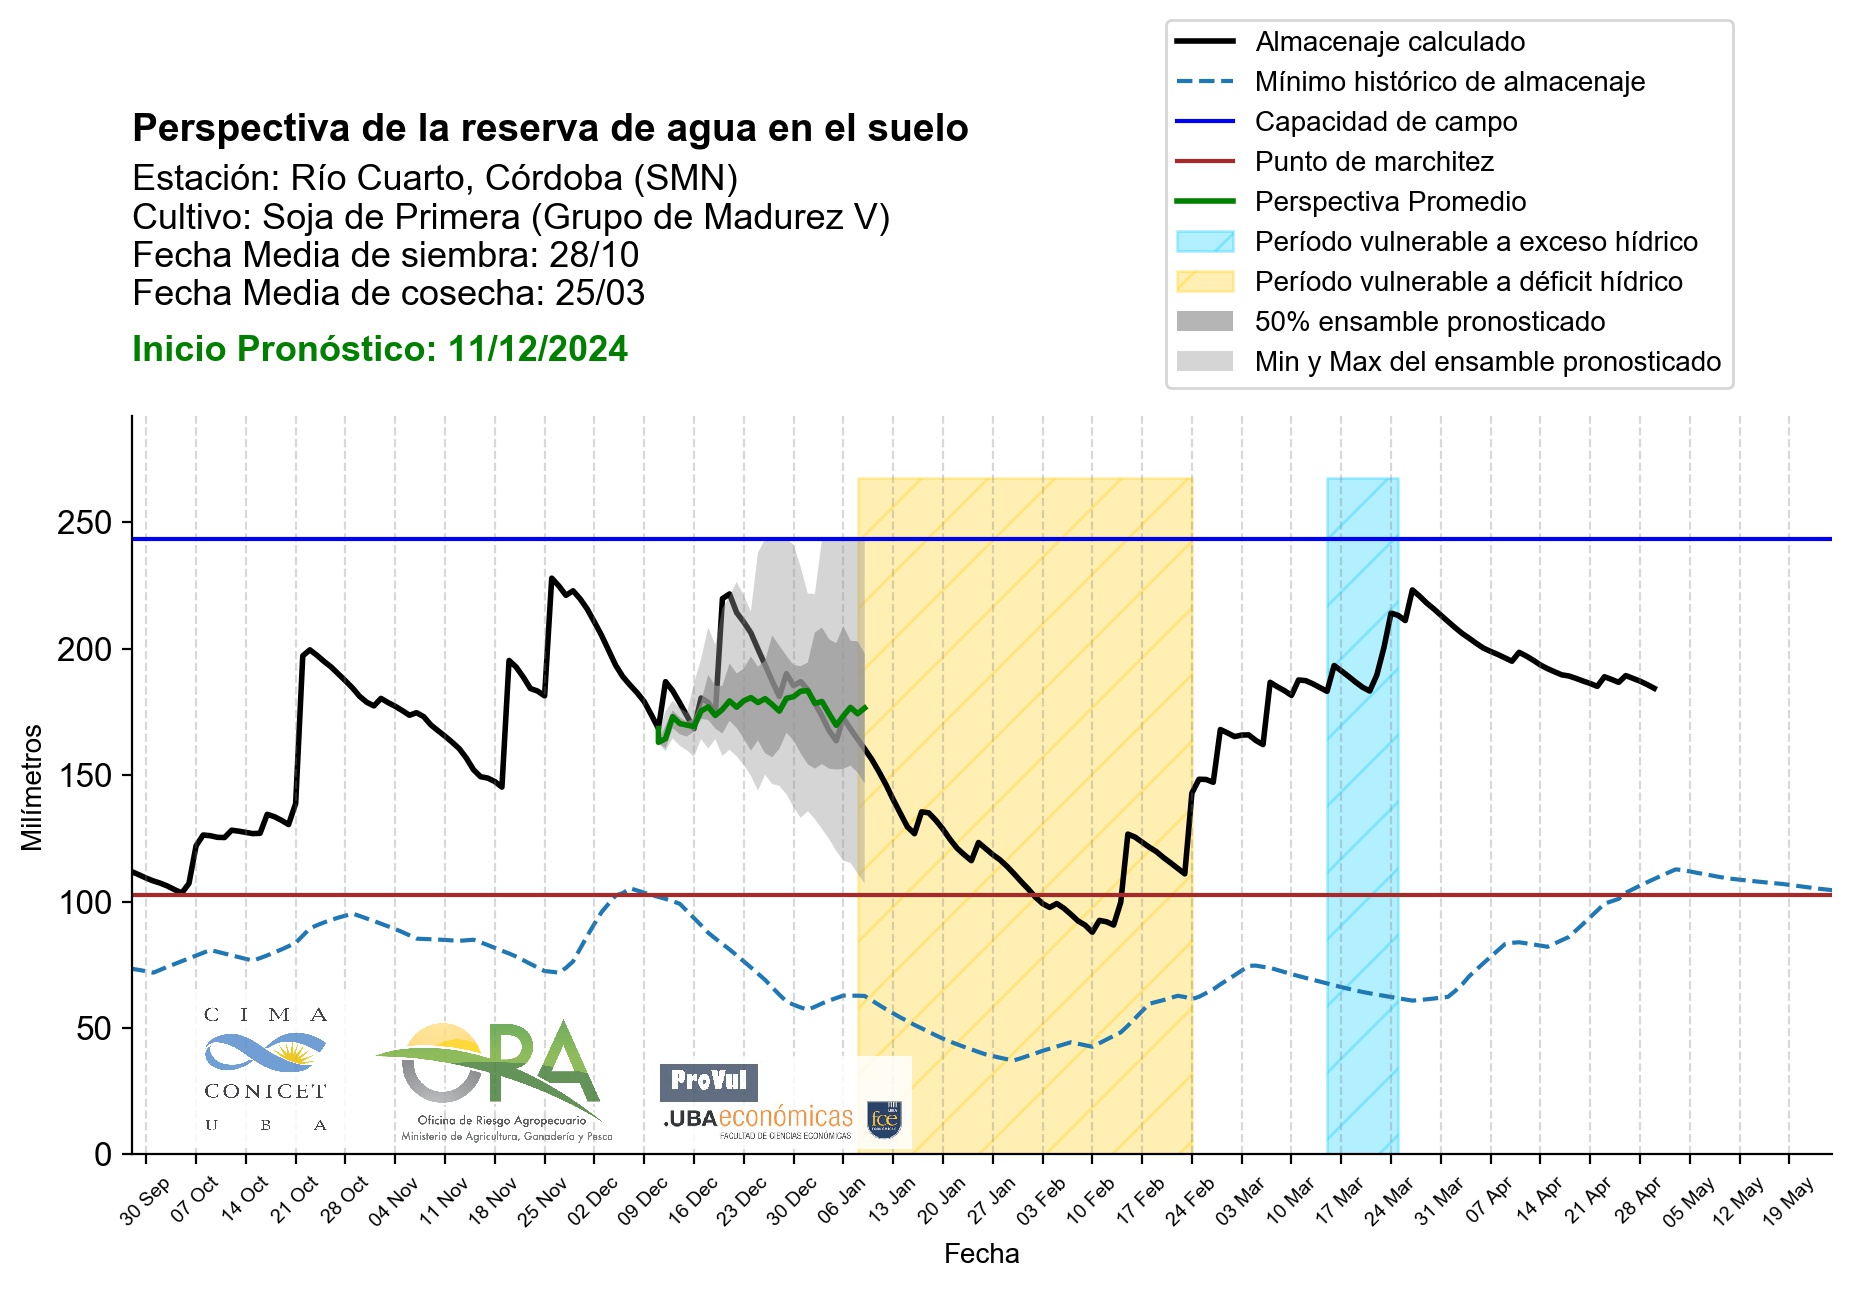 Perspectiva de la reserva de agua en el suelo
Estación: Río Cuarto, Córdoba (SMN)
Cultivo: Soja de Primera (Grupo de Madurez V)
Fecha Media de siembra: 28/10
Fecha Media de cosecha: 25/03
Inicio Pronóstico: 11/12/2024
Almacenaje calculado
Mínimo histórico de almacenaje
Capacidad de campo
Punto de marchitez
Perspectiva Promedio
Período vulnerable a exceso hídrico
Período vulnerable a déficit hídrico
50% ensamble pronosticado
Min y Max del ensamble pronosticado
Milímetros
250
200
150
100
50
0
CIMA
CONICET
UBA
ORA
Oficina de Riesgo Agropecuario
Ministerio de Agricultura, Ganadería y Pesca
ProVul
.UBAeconómicas
FACULTAD DE CIENCIAS ECONÓMICAS
UBA
fce
30 Sep
07 Oct
14 Oct
21 Oct
28 Oct
04 Nov
11 Nov
18 Nov
25 Nov
02 Dec
09 Dec
16 Dec
23 Dec
30 Dec
06 Jan
13 Jan
20 Jan
27 Jan
03 Feb
10 Feb
17 Feb
24 Feb
03 Mar
10 Mar
17 Mar
24 Mar
31 Mar
07 Apr
14 Apr
21 Apr
28 Apr
05 May
12 May
19 May
Fecha